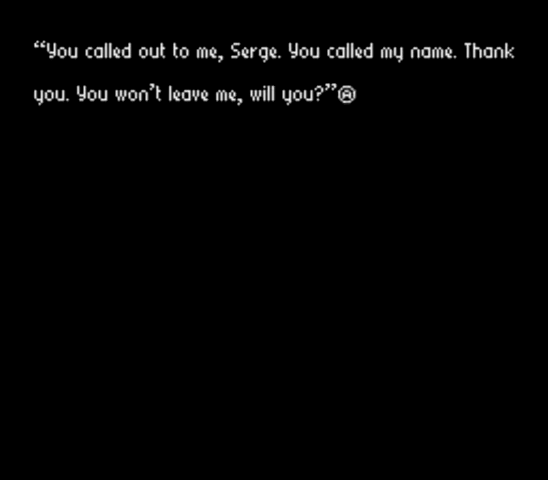 “You called out to me, Serge. You called my name. Thank
you. You won’t leave me, will you?”